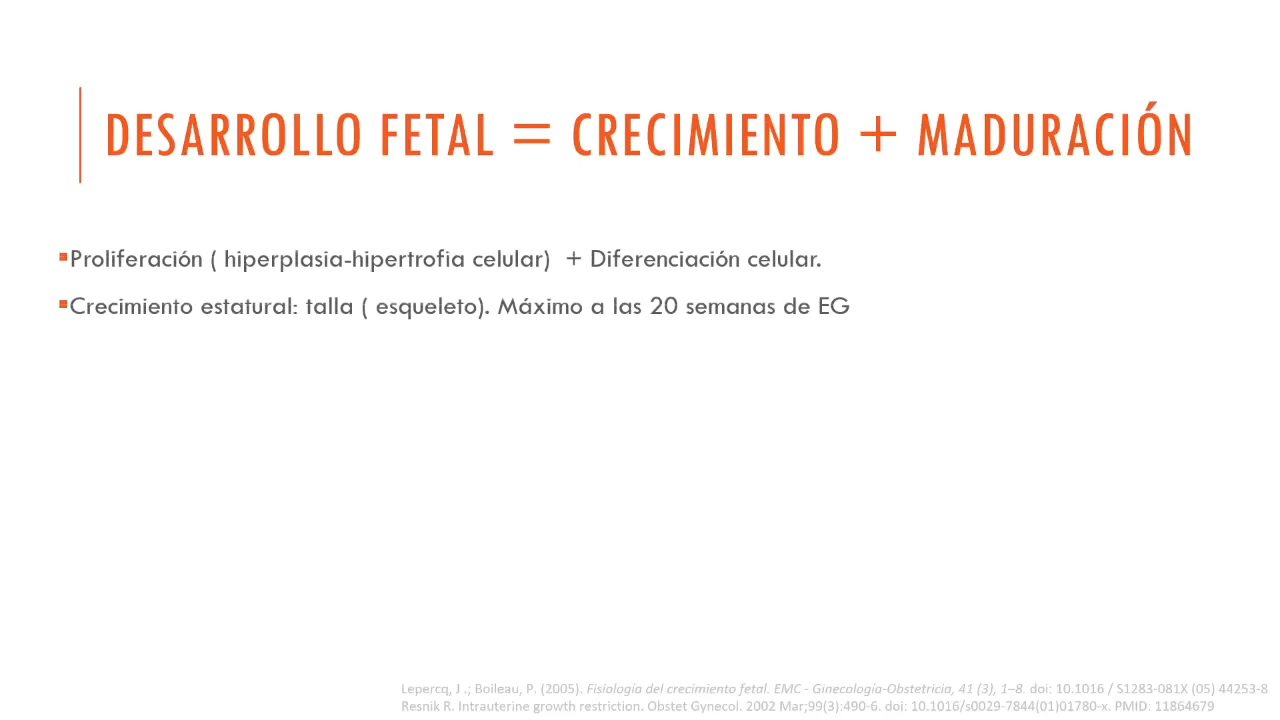 DESARROLLO FETAL = CRECIMIENTO + MADURACIÓN
▪Proliferación ( hiperplasia-hipertrofia celular)  + Diferenciación celular.
▪Crecimiento estatural: talla ( esqueleto). Máximo a las 20 semanas de EG
Lepercq, J .; Boileau, P. (2005). Fisiología del crecimiento fetal. EMC - Ginecología-Obstetricia, 41 (3), 1–8. doi: 10.1016 / S1283-081X (05) 44253-8
Resnik R. Intrauterine growth restriction. Obstet Gynecol. 2002 Mar;99(3):490-6. doi: 10.1016/s0029-7844(01)01780-x. PMID: 11864679